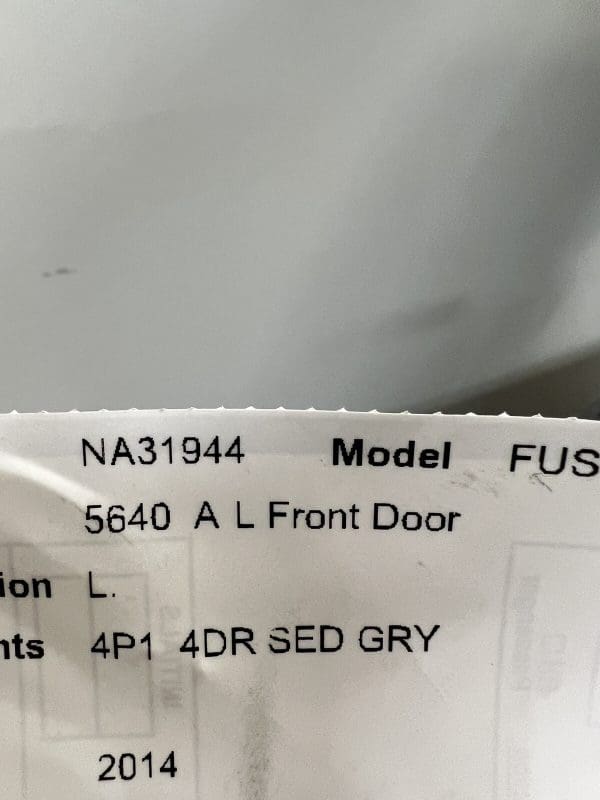 NA31944 Model FUS
5640 A L Front Door
ion L.
nts 4P1 4DR SED GRY
2014